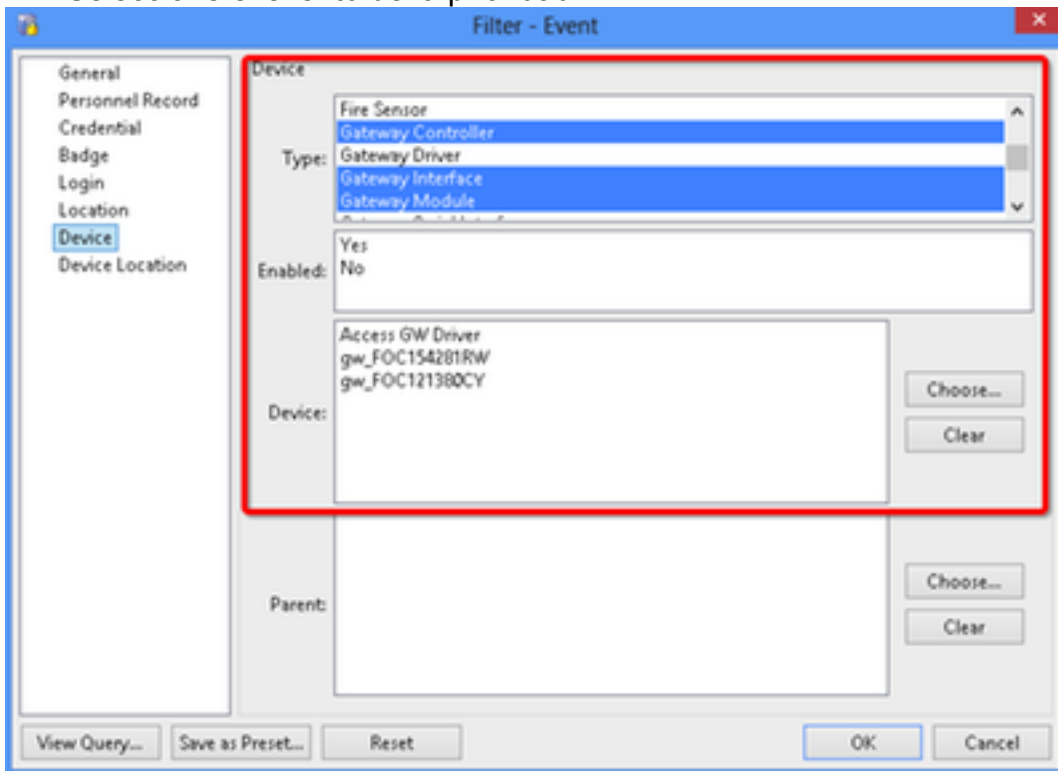 Filter - Event
General
Personnel Record
Credential
Badge
Login
Location
Device
Device Location
Device
Type:
Fire Sensor
Gateway Controller
Gateway Driver
Gateway Interface
Gateway Module
Enabled:
Yes
No
Device:
Access GW Driver
gw_FOC154281RW
gw_FOC121380CY
Choose...
Clear
Parent:
Choose...
Clear
View Query...
Save as Preset...
Reset
OK
Cancel